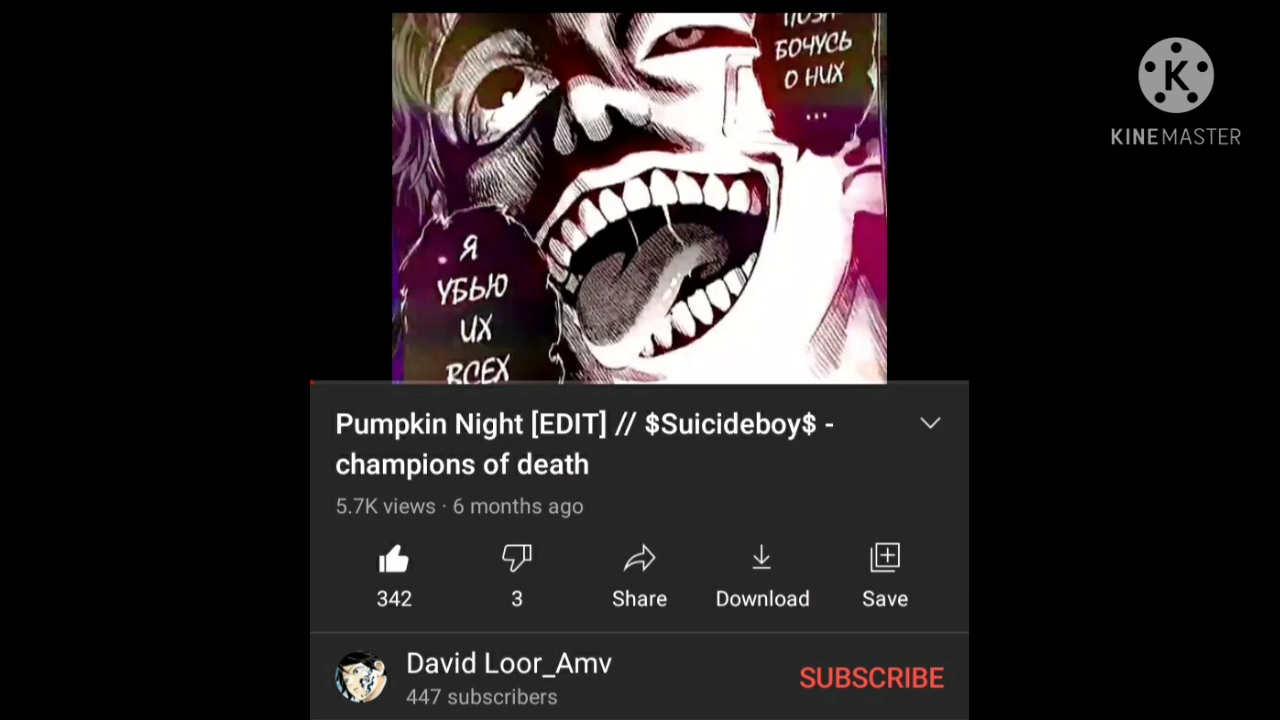 БОЧУСЬ
О НИХ
...
Я
УБЬЮ
ИХ
ВСЕХ
KINEMASTER
Pumpkin Night [EDIT] // $Suicideboy$ -
champions of death
5.7K views · 6 months ago
342
3
Share
Download
Save
David Loor_Amv
447 subscribers
SUBSCRIBE